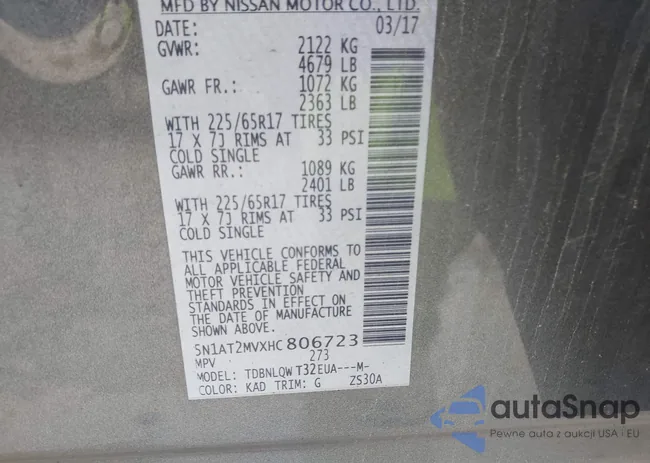 MFD BY NISSAN MOTOR CO., LTD.
DATE: 03/17
GVWR: 2122 KG
4679 LB
GAWR FR.: 1072 KG
2363 LB
WITH 225/65R17 TIRES
17 X 7J RIMS AT 33 PSI
COLD SINGLE
GAWR RR.: 1089 KG
2401 LB
WITH 225/65R17 TIRES
17 X 7J RIMS AT 33 PSI
COLD SINGLE
THIS VEHICLE CONFORMS TO
ALL APPLICABLE FEDERAL
MOTOR VEHICLE SAFETY AND
THEFT PREVENTION
STANDARDS IN EFFECT ON
THE DATE OF MANUFACTURE
SHOWN ABOVE.
5N1AT2MVXHC806723
MPV 273
MODEL: TDBNLQW T32EUA---M-
COLOR: KAD TRIM: G ZS30A
autaSnap
Pewne auta z aukcji USA i EU